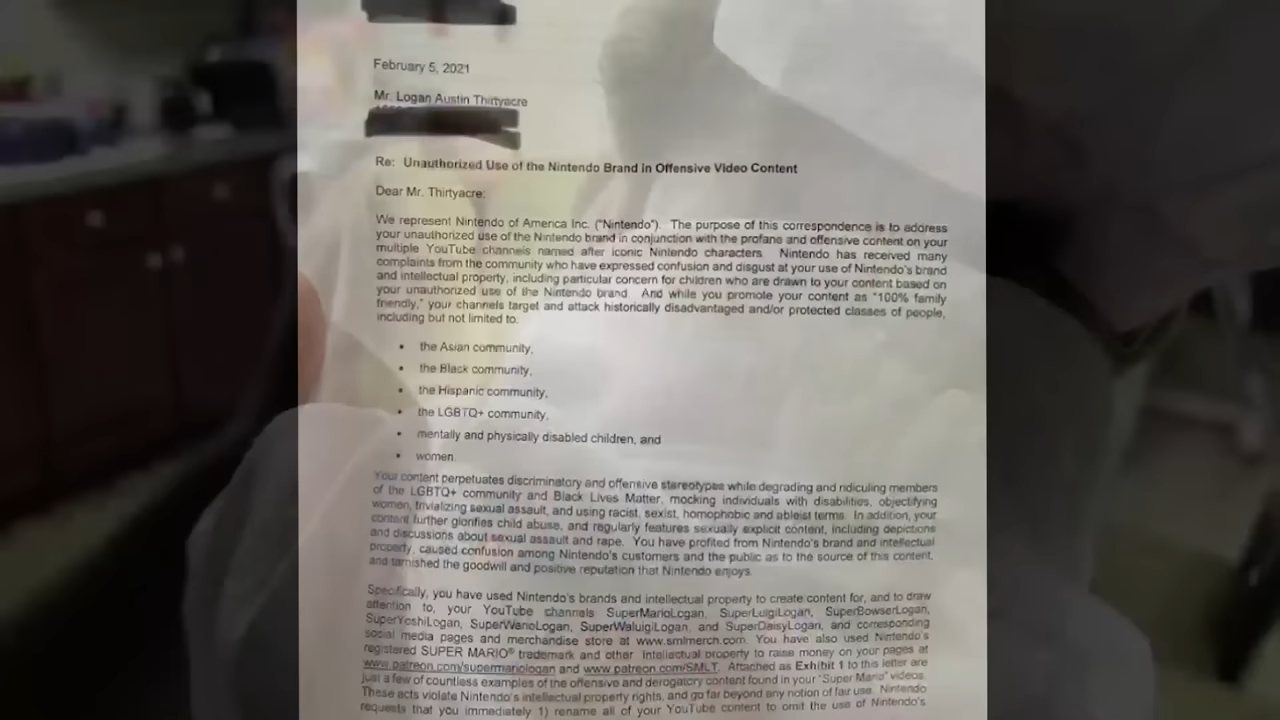 February 5, 2021
Mr. Logan Austin Thirtyacre
Re: Unauthorized Use of the Nintendo Brand in Offensive Video Content
Dear Mr. Thirtyacre:
We represent Nintendo of America Inc. ("Nintendo"). The purpose of this correspondence is to address
your unauthorized use of the Nintendo brand in conjunction with the profane and offensive content on your
multiple YouTube channels named after iconic Nintendo characters. Nintendo has received many
complaints from the community who have expressed confusion and disgust at your use of Nintendo's brand
and intellectual property, including particular concern for children who are drawn to your content based on
your unauthorized use of the Nintendo brand. And while you promote your content as "100% family
friendly," your channels target and attack historically disadvantaged and/or protected classes of people,
including but not limited to:
• the Asian community,
• the Black community,
• the Hispanic community,
• the LGBTQ+ community,
• mentally and physically disabled children, and
• women.
Your content perpetuates discriminatory and offensive stereotypes while degrading and ridiculing members
of the LGBTQ+ community and Black Lives Matter, mocking individuals with disabilities, objectifying
women, trivializing sexual assault, and using racist, sexist, homophobic and ableist terms. In addition, your
content further glorifies child abuse, and regularly features sexually explicit content, including depictions
and discussions about sexual assault and rape. You have profited from Nintendo's brand and intellectual
property, caused confusion among Nintendo's customers and the public as to the source of this content,
and tarnished the goodwill and positive reputation that Nintendo enjoys.
Specifically, you have used Nintendo's brands and intellectual property to create content for, and to draw
attention to, your YouTube channels SuperMarioLogan, SuperLuigiLogan, SuperBowserLogan,
SuperYoshiLogan, SuperWarioLogan, SuperWaluigiLogan, and SuperDaisyLogan, and corresponding
social media pages and merchandise store at www.smlmerch.com. You have also used Nintendo's
registered SUPER MARIO® trademark and other intellectual property to raise money on your pages at
www.patreon.com/supermariologan and www.patreon.com/SMLT. Attached as Exhibit 1 to this letter are
just a few of countless examples of the offensive and derogatory content found in your "Super Mario" videos.
These acts violate Nintendo's intellectual property rights, and go far beyond any notion of fair use. Nintendo
requests that you immediately 1) rename all of your YouTube content to omit the use of Nintendo's